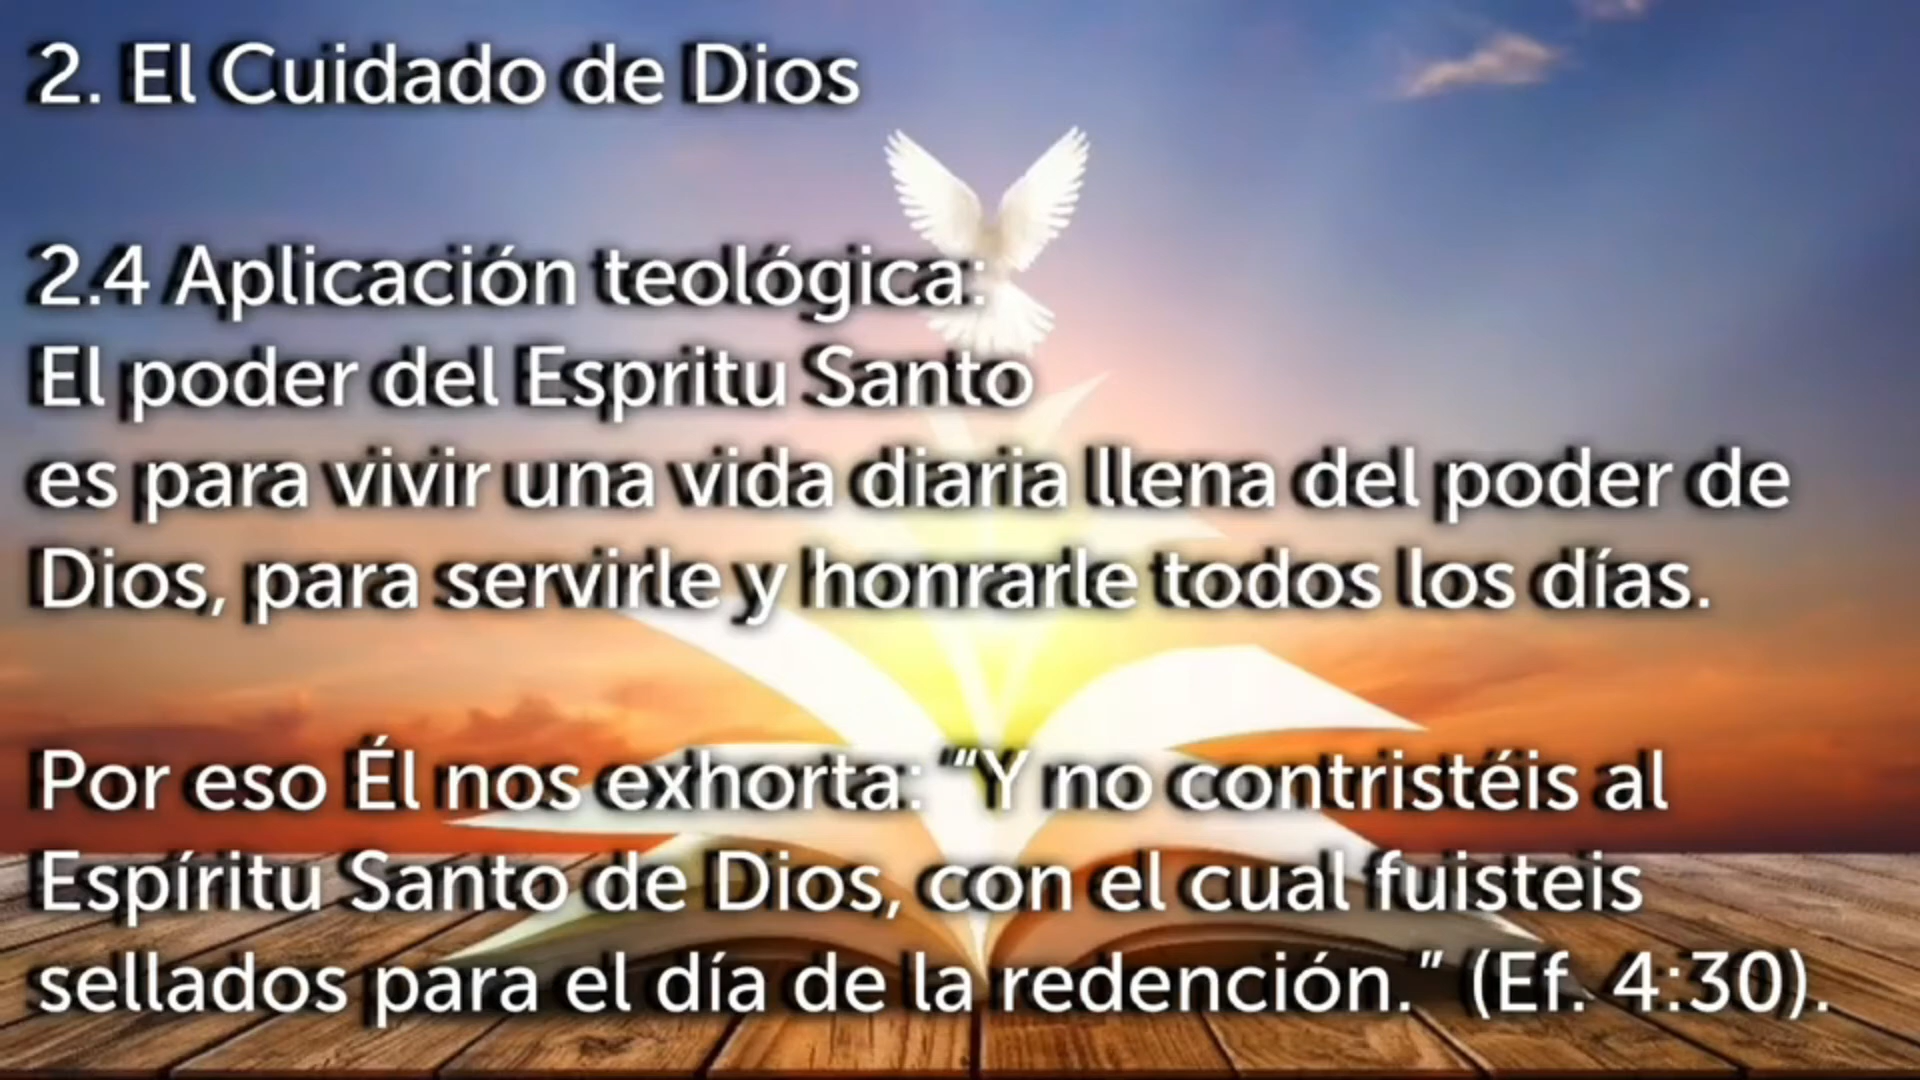 2. El Cuidado de Dios
2.4 Aplicación teológica:
El poder del Espritu Santo
es para vivir una vida diaria llena del poder de
Dios, para servirle y honrarle todos los días.
Por eso Él nos exhorta: “Y no contristéis al
Espíritu Santo de Dios, con el cual fuisteis
sellados para el día de la redención.” (Ef. 4:30).